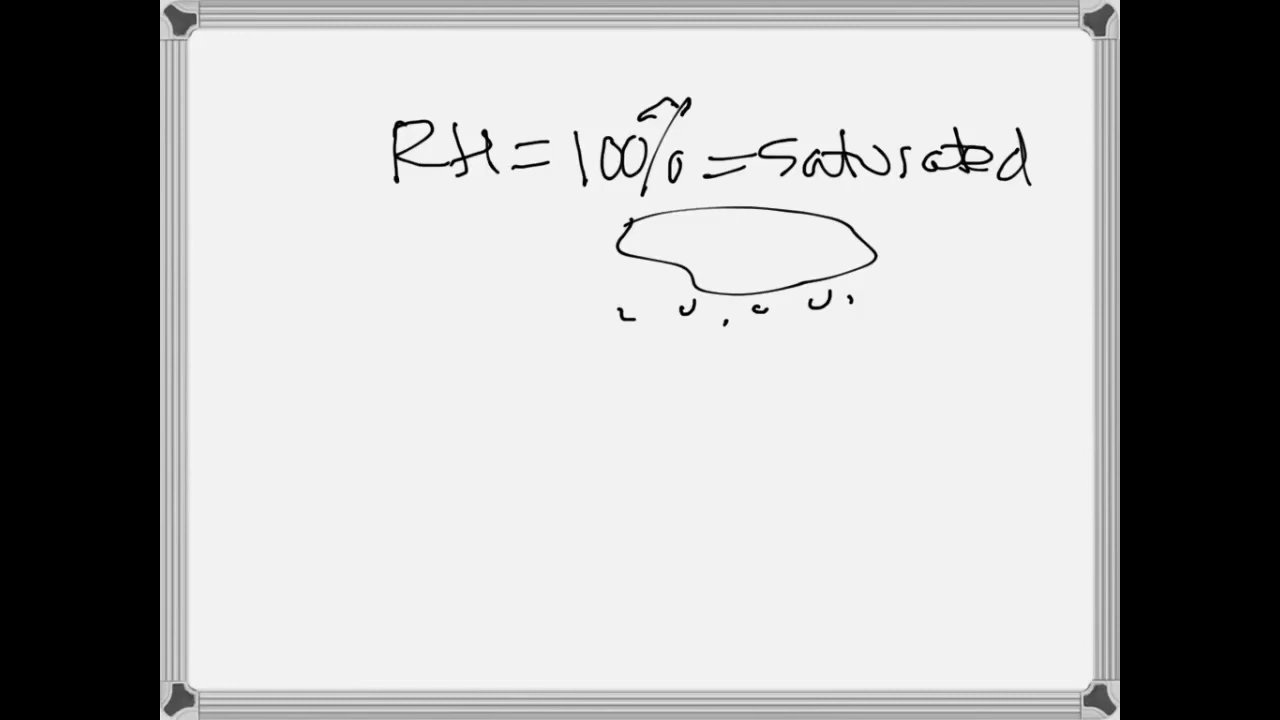 RH = 100% = saturated